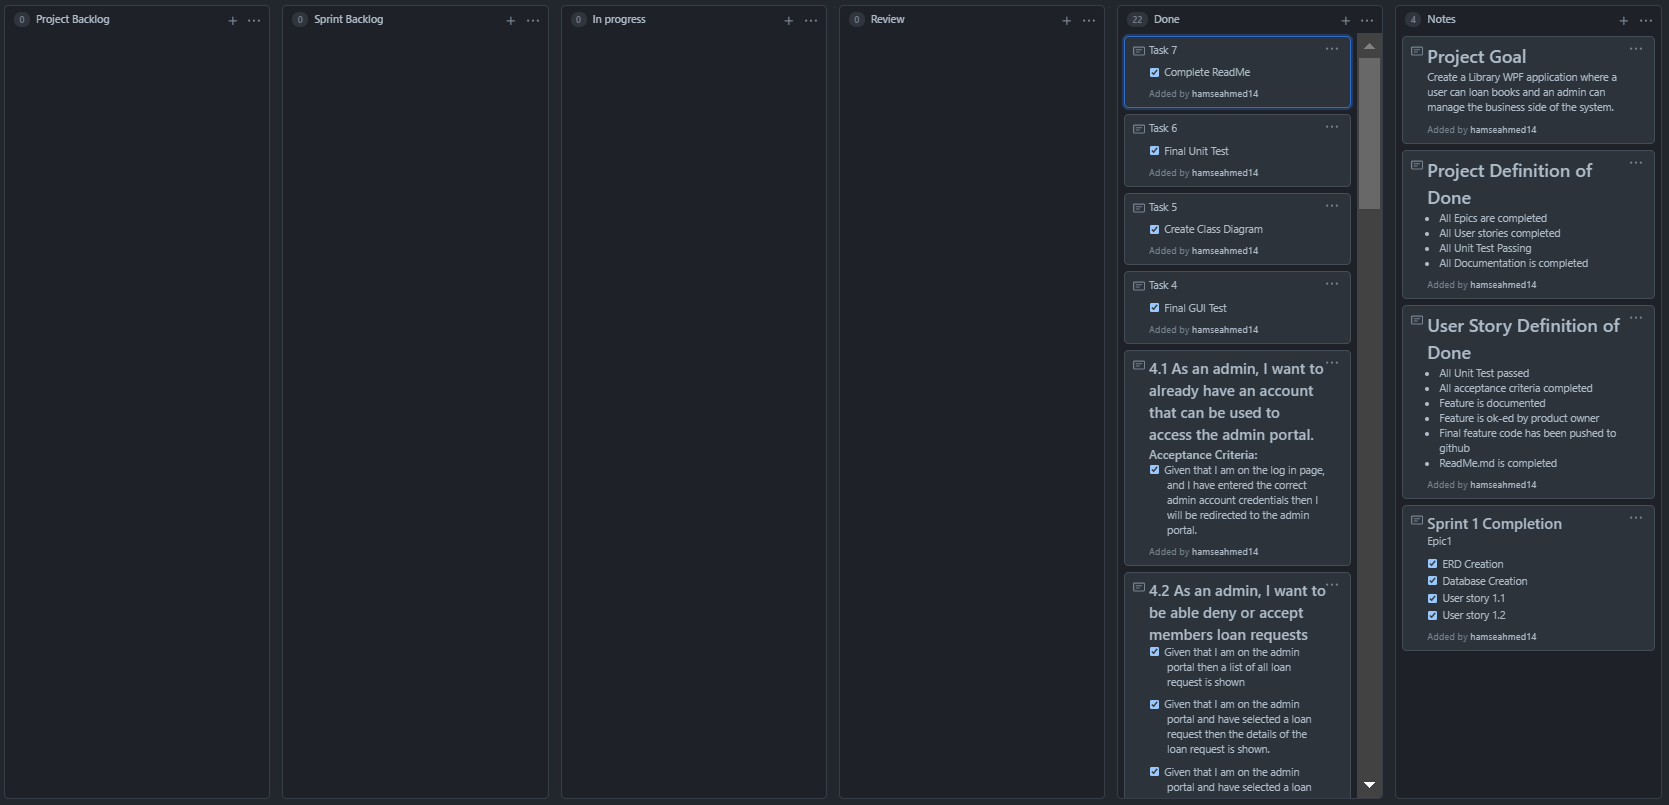 0 Project Backlog
0 Sprint Backlog
0 In progress
0 Review
22 Done
Task 7
Complete ReadMe
Added by hamseahmed14
Task 6
Final Unit Test
Added by hamseahmed14
Task 5
Create Class Diagram
Added by hamseahmed14
Task 4
Final GUI Test
Added by hamseahmed14
4.1 As an admin, I want to
already have an account
that can be used to
access the admin portal.
Acceptance Criteria:
Given that I am on the log in page,
and I have entered the correct
admin account credentials then I
will be redirected to the admin
portal.
Added by hamseahmed14
4.2 As an admin, I want to
be able deny or accept
members loan requests
Given that I am on the admin
portal then a list of all loan
request is shown
Given that I am on the admin
portal and have selected a loan
request then the details of the
loan request is shown.
Given that I am on the admin
portal and have selected a loan
4 Notes
Project Goal
Create a Library WPF application where a
user can loan books and an admin can
manage the business side of the system.
Added by hamseahmed14
Project Definition of
Done
All Epics are completed
All User stories completed
All Unit Test Passing
All Documentation is completed
Added by hamseahmed14
User Story Definition of
Done
All Unit Test passed
All acceptance criteria completed
Feature is documented
Feature is ok-ed by product owner
Final feature code has been pushed to
github
ReadMe.md is completed
Added by hamseahmed14
Sprint 1 Completion
Epic1
ERD Creation
Database Creation
User story 1.1
User story 1.2
Added by hamseahmed14